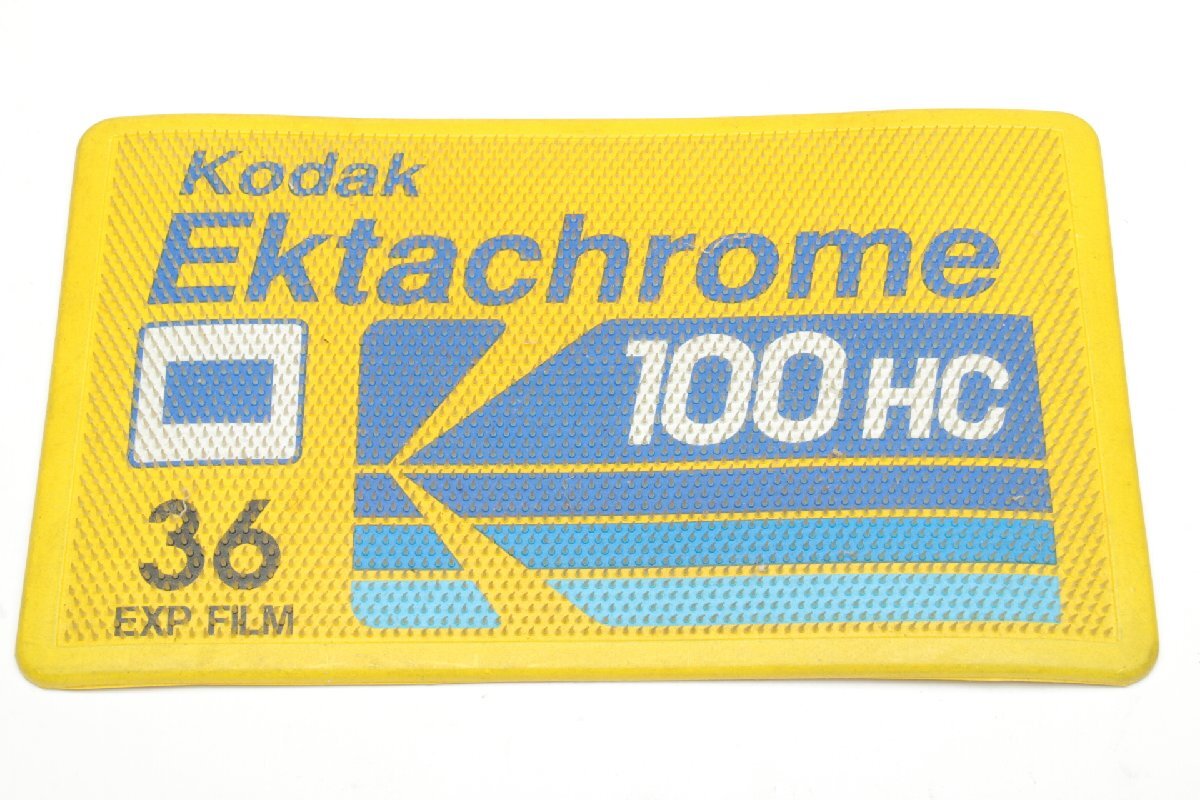 Kodak
Ektachrome
100 HC
36
EXP FILM